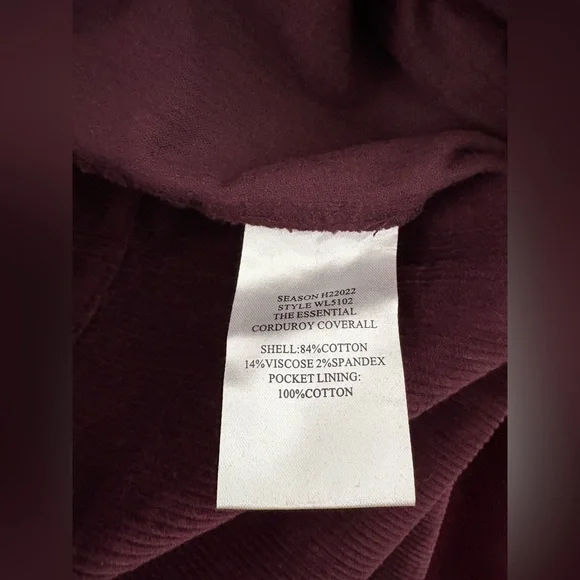 SEASON H22022
STYLE WL5102
THE ESSENTIAL
CORDUROY COVERALL
SHELL:84%COTTON
14%VISCOSE 2%SPANDEX
POCKET LINING:
100%COTTON